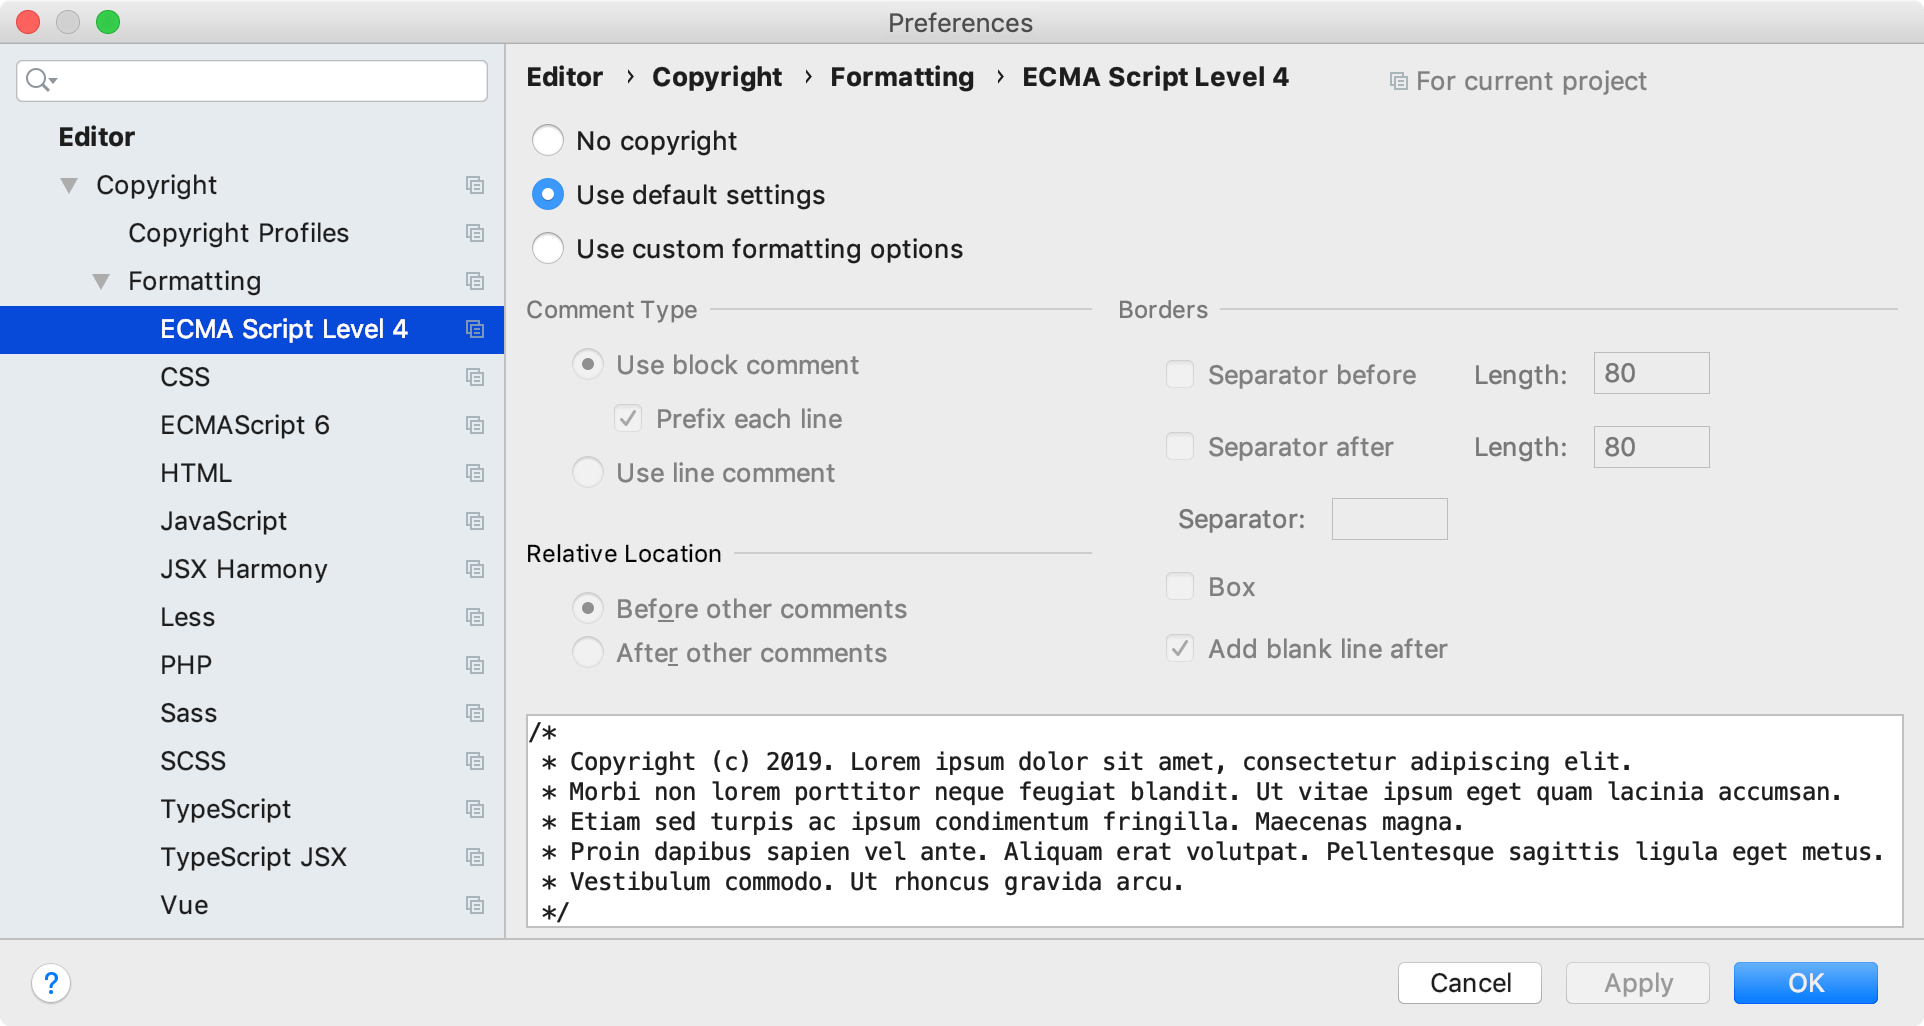 Preferences
Editor
Copyright
Copyright Profiles
Formatting
ECMA Script Level 4
CSS
ECMAScript 6
HTML
JavaScript
JSX Harmony
Less
PHP
Sass
SCSS
TypeScript
TypeScript JSX
Vue
Editor › Copyright › Formatting › ECMA Script Level 4 For current project
No copyright
Use default settings
Use custom formatting options
Comment Type
Use block comment
Prefix each line
Use line comment
Relative Location
Before other comments
After other comments
Borders
Separator before Length: 80
Separator after Length: 80
Separator:
Box
Add blank line after
/*
* Copyright (c) 2019. Lorem ipsum dolor sit amet, consectetur adipiscing elit.
* Morbi non lorem porttitor neque feugiat blandit. Ut vitae ipsum eget quam lacinia accumsan.
* Etiam sed turpis ac ipsum condimentum fringilla. Maecenas magna.
* Proin dapibus sapien vel ante. Aliquam erat volutpat. Pellentesque sagittis ligula eget metus.
* Vestibulum commodo. Ut rhoncus gravida arcu.
*/
? Cancel Apply OK